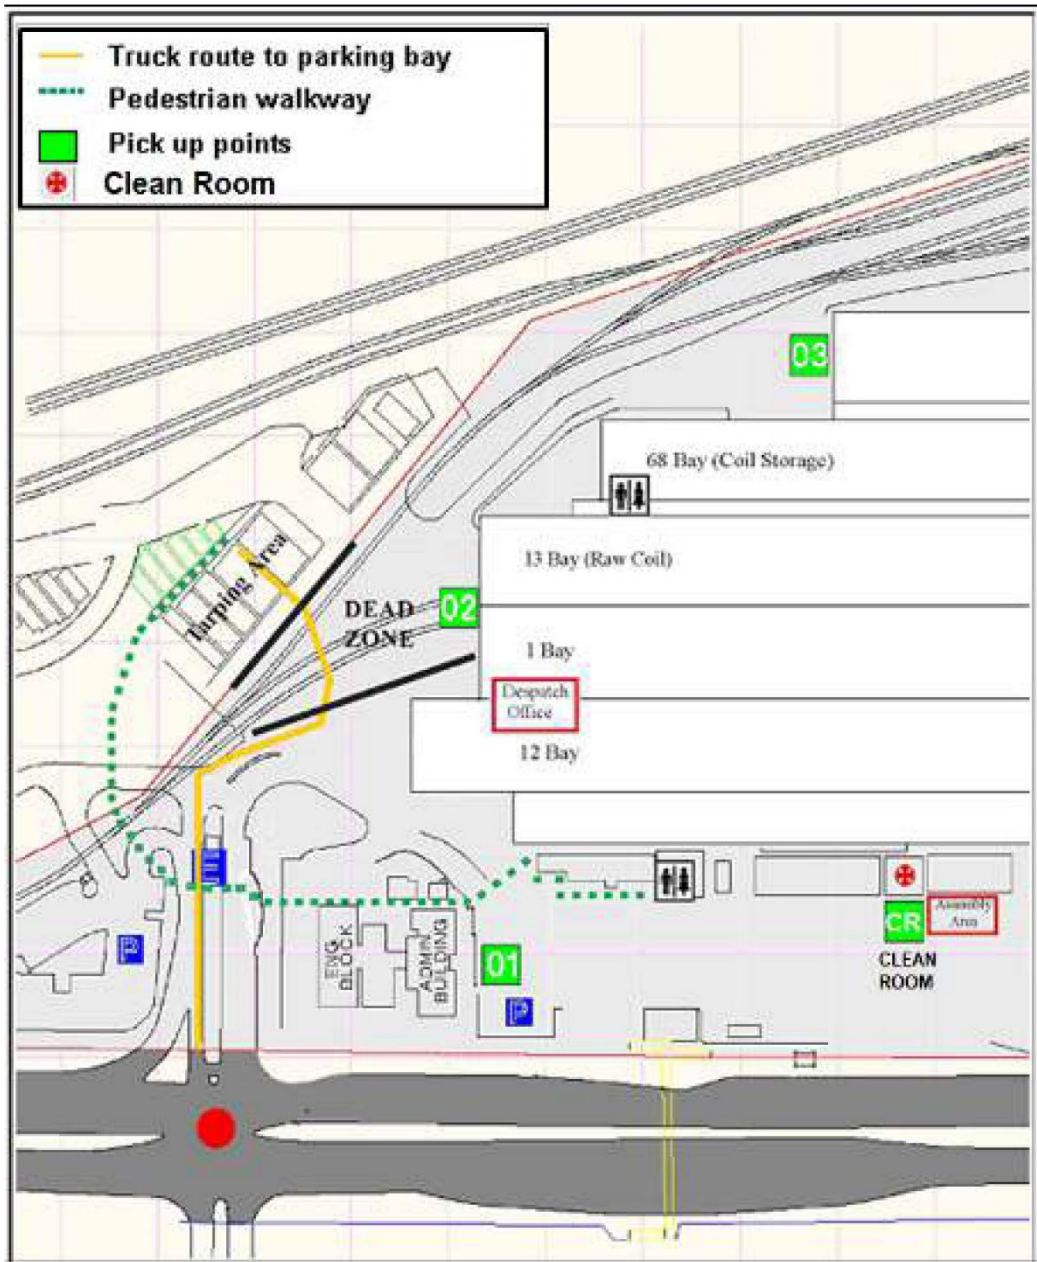 Truck route to parking bay
Pedestrian walkway
Pick up points
Clean Room
03
68 Bay (Coil Storage)
13 Bay (Raw Coil)
Tarping Area
DEAD
ZONE
02
1 Bay
Despatch
Office
12 Bay
ENG
BLOCK
ADMIN
BUILDING
01
P
P
CR
Assembly
Area
CLEAN
ROOM